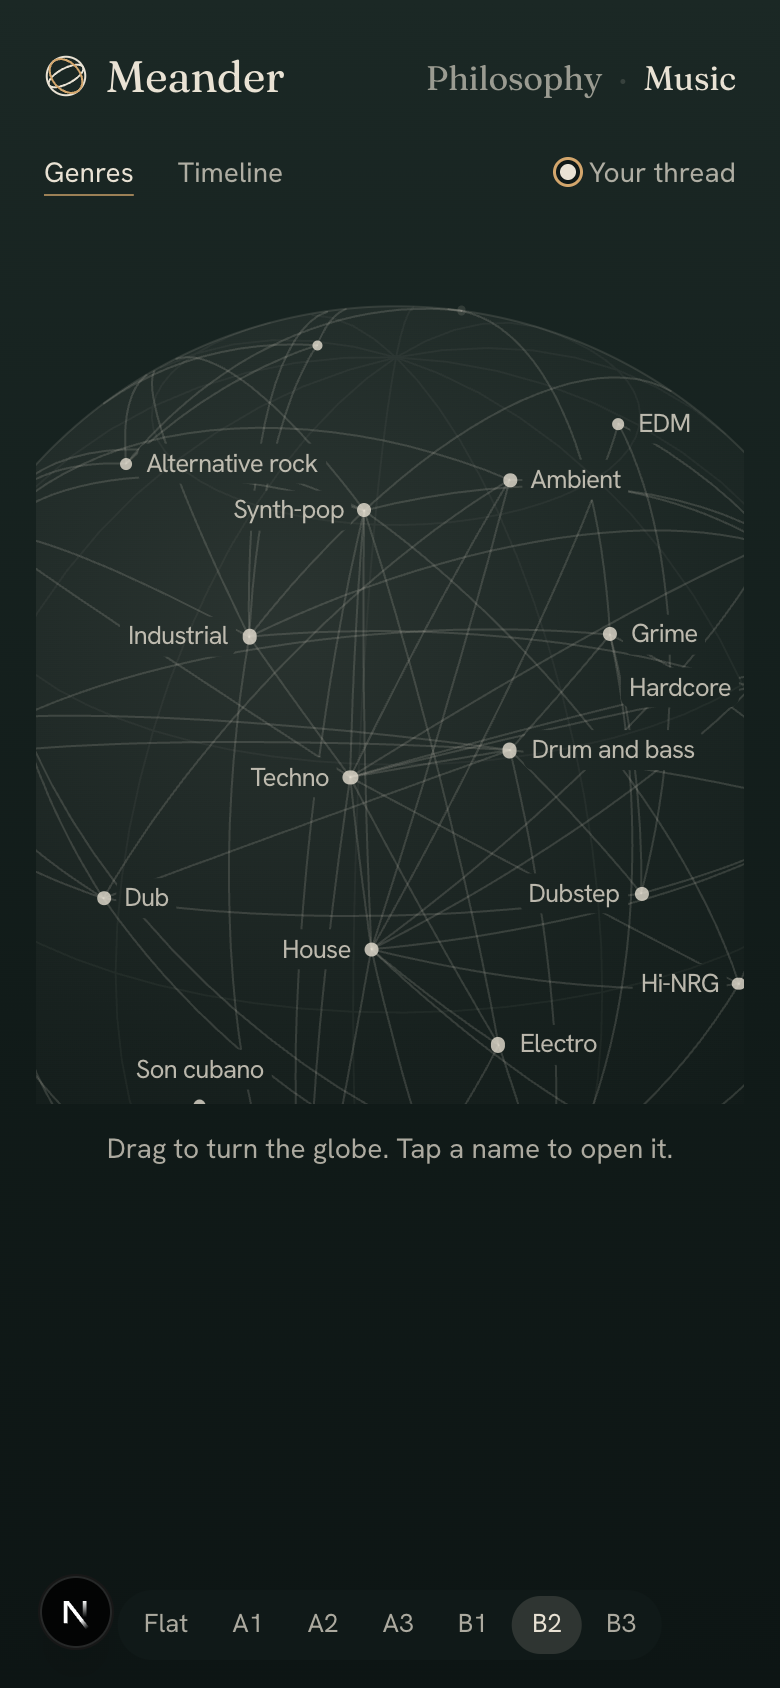 Meander
Philosophy · Music
Genres Timeline Your thread
EDM
Alternative rock
Ambient
Synth-pop
Industrial
Grime
Hardcore
Drum and bass
Techno
Dub
Dubstep
House
Hi-NRG
Electro
Son cubano
Drag to turn the globe. Tap a name to open it.
N Flat A1 A2 A3 B1 B2 B3